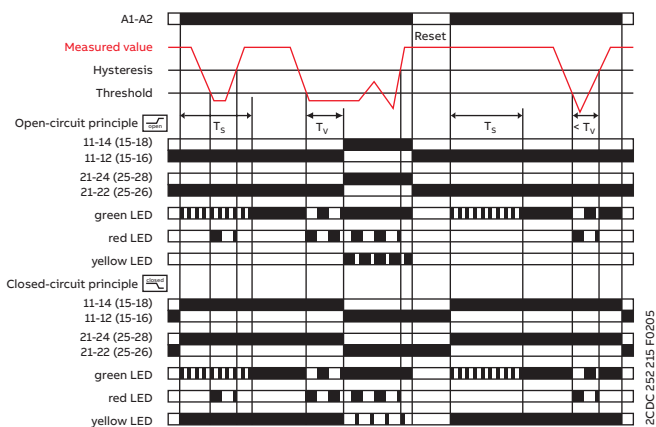 A1-A2
Reset
Measured value
Hysteresis
Threshold
Open-circuit principle open
Ts Tv Ts < Tv
11-14 (15-18)
11-12 (15-16)
21-24 (25-28)
21-22 (25-26)
green LED
red LED
yellow LED
Closed-circuit principle closed
11-14 (15-18)
11-12 (15-16)
21-24 (25-28)
21-22 (25-26)
green LED
red LED
yellow LED
2CDC 252 215 F0205